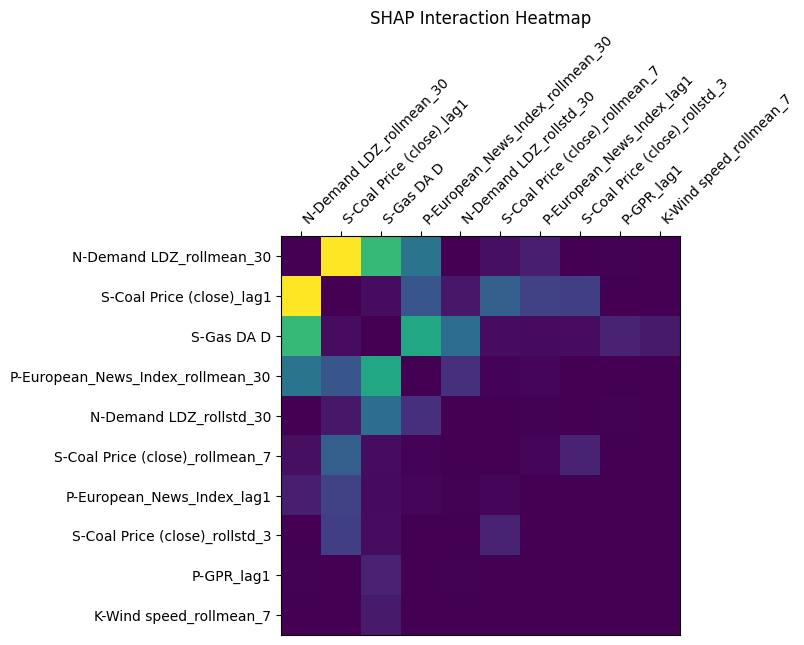 SHAP Interaction Heatmap
N-Demand LDZ_rollmean_30
S-Coal Price (close)_lag1
S-Gas DA D
P-European_News_Index_rollmean_30
N-Demand LDZ_rollstd_30
S-Coal Price (close)_rollmean_7
P-European_News_Index_lag1
S-Coal Price (close)_rollstd_3
P-GPR_lag1
K-Wind speed_rollmean_7
N-Demand LDZ_rollmean_30
S-Coal Price (close)_lag1
S-Gas DA D
P-European_News_Index_rollmean_30
N-Demand LDZ_rollstd_30
S-Coal Price (close)_rollmean_7
P-European_News_Index_lag1
S-Coal Price (close)_rollstd_3
P-GPR_lag1
K-Wind speed_rollmean_7